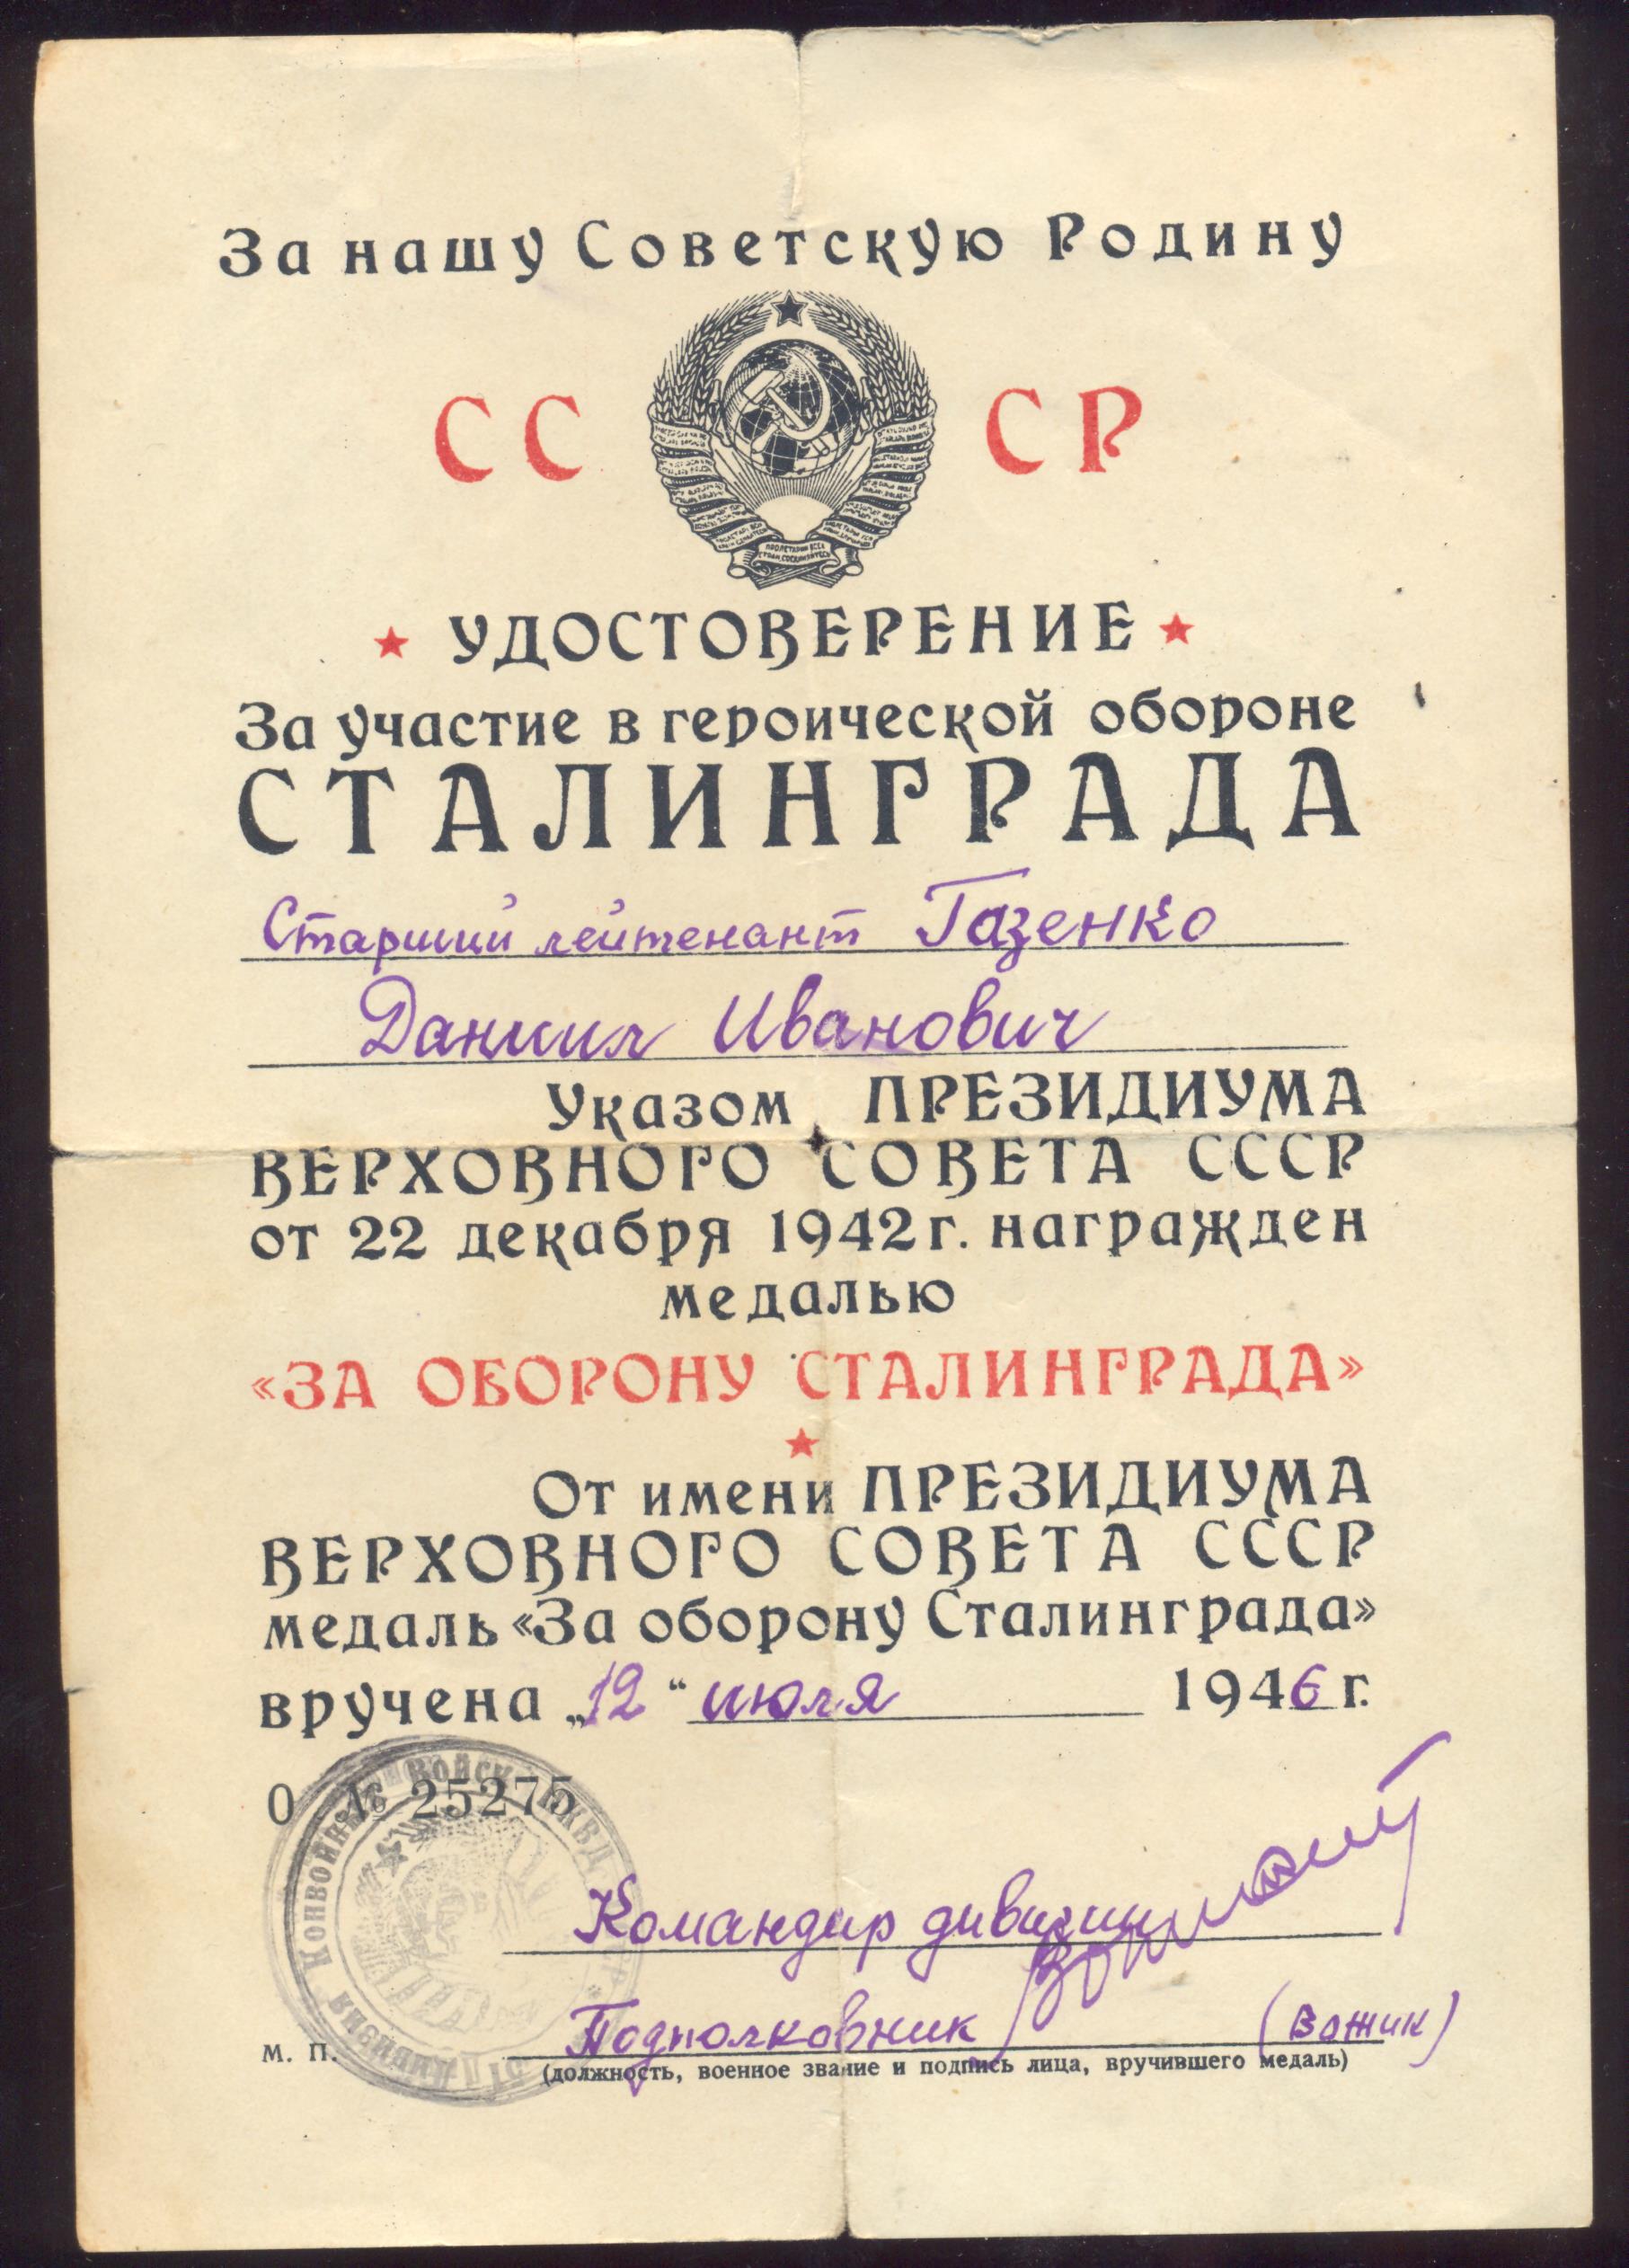 За нашу Советскую Родину
СС СР
УДОСТОВЕРЕНИЕ
За участие в героической обороне
СТАЛИНГРАДА
Старший лейтенант Газенко
Даниил Иванович
Указом ПРЕЗИДИУМА
ВЕРХОВНОГО СОВЕТА СССР
от 22 декабря 1942 г. награжден
медалью
«ЗА ОБОРОНУ СТАЛИНГРАДА»
От имени ПРЕЗИДИУМА
ВЕРХОВНОГО СОВЕТА СССР
медаль «За оборону Сталинграда»
вручена „12“ июля 1946 г.
О № 25275
Командир дивизии
Подполковник (Вожик)
м. п.
(должность, военное звание и подпись лица, вручившего медаль)